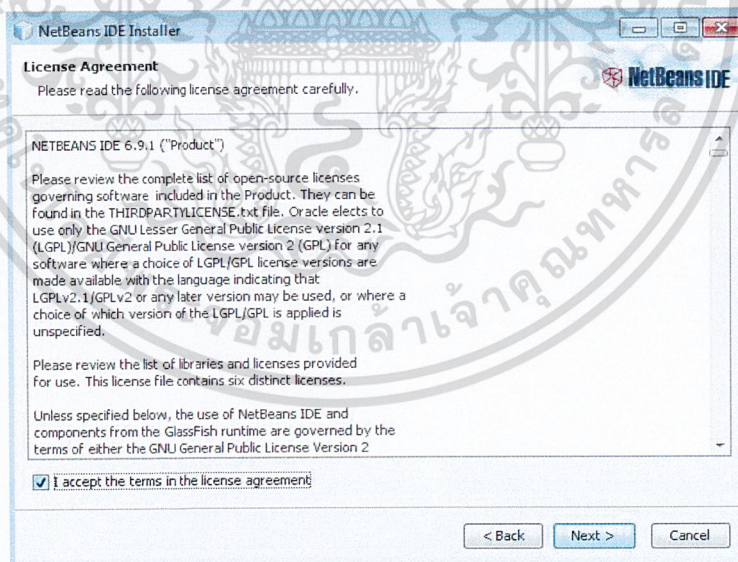 NetBeans IDE Installer
License Agreement
Please read the following license agreement carefully.
NetBeans IDE
NETBEANS IDE 6.9.1 ("Product")
Please review the complete list of open-source licenses
governing software included in the Product. They can be
found in the THIRDPARTYLICENSE.txt file. Oracle elects to
use only the GNU Lesser General Public License version 2.1
(LGPL)/GNU General Public License version 2 (GPL) for any
software where a choice of LGPL/GPL license versions are
made available with the language indicating that
LGPLv2.1/GPLv2 or any later version may be used, or where a
choice of which version of the LGPL/GPL is applied is
unspecified.
Please review the list of libraries and licenses provided
for use. This license file contains six distinct licenses.
Unless specified below, the use of NetBeans IDE and
components from the GlassFish runtime are governed by the
terms of either the GNU General Public License Version 2
I accept the terms in the license agreement
< Back
Next >
Cancel